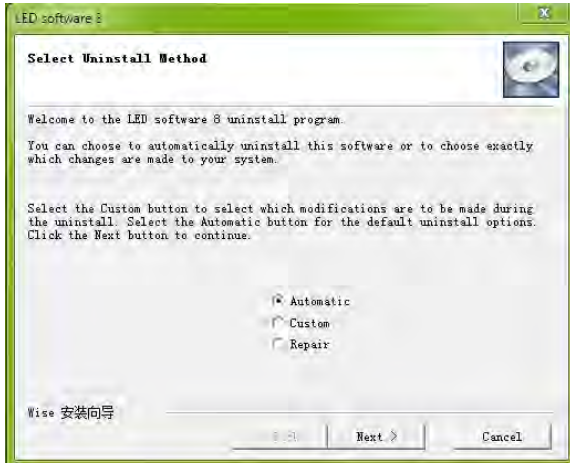 LED software 8
Select Uninstall Method
Welcome to the LED software 8 uninstall program.
You can choose to automatically uninstall this software or to choose exactly
which changes are made to your system.
Select the Custom button to select which modifications are to be made during
the uninstall. Select the Automatic button for the default uninstall options.
Click the Next button to continue.
Automatic
Custom
Repair
Wise 安装向导
Next >
Cancel